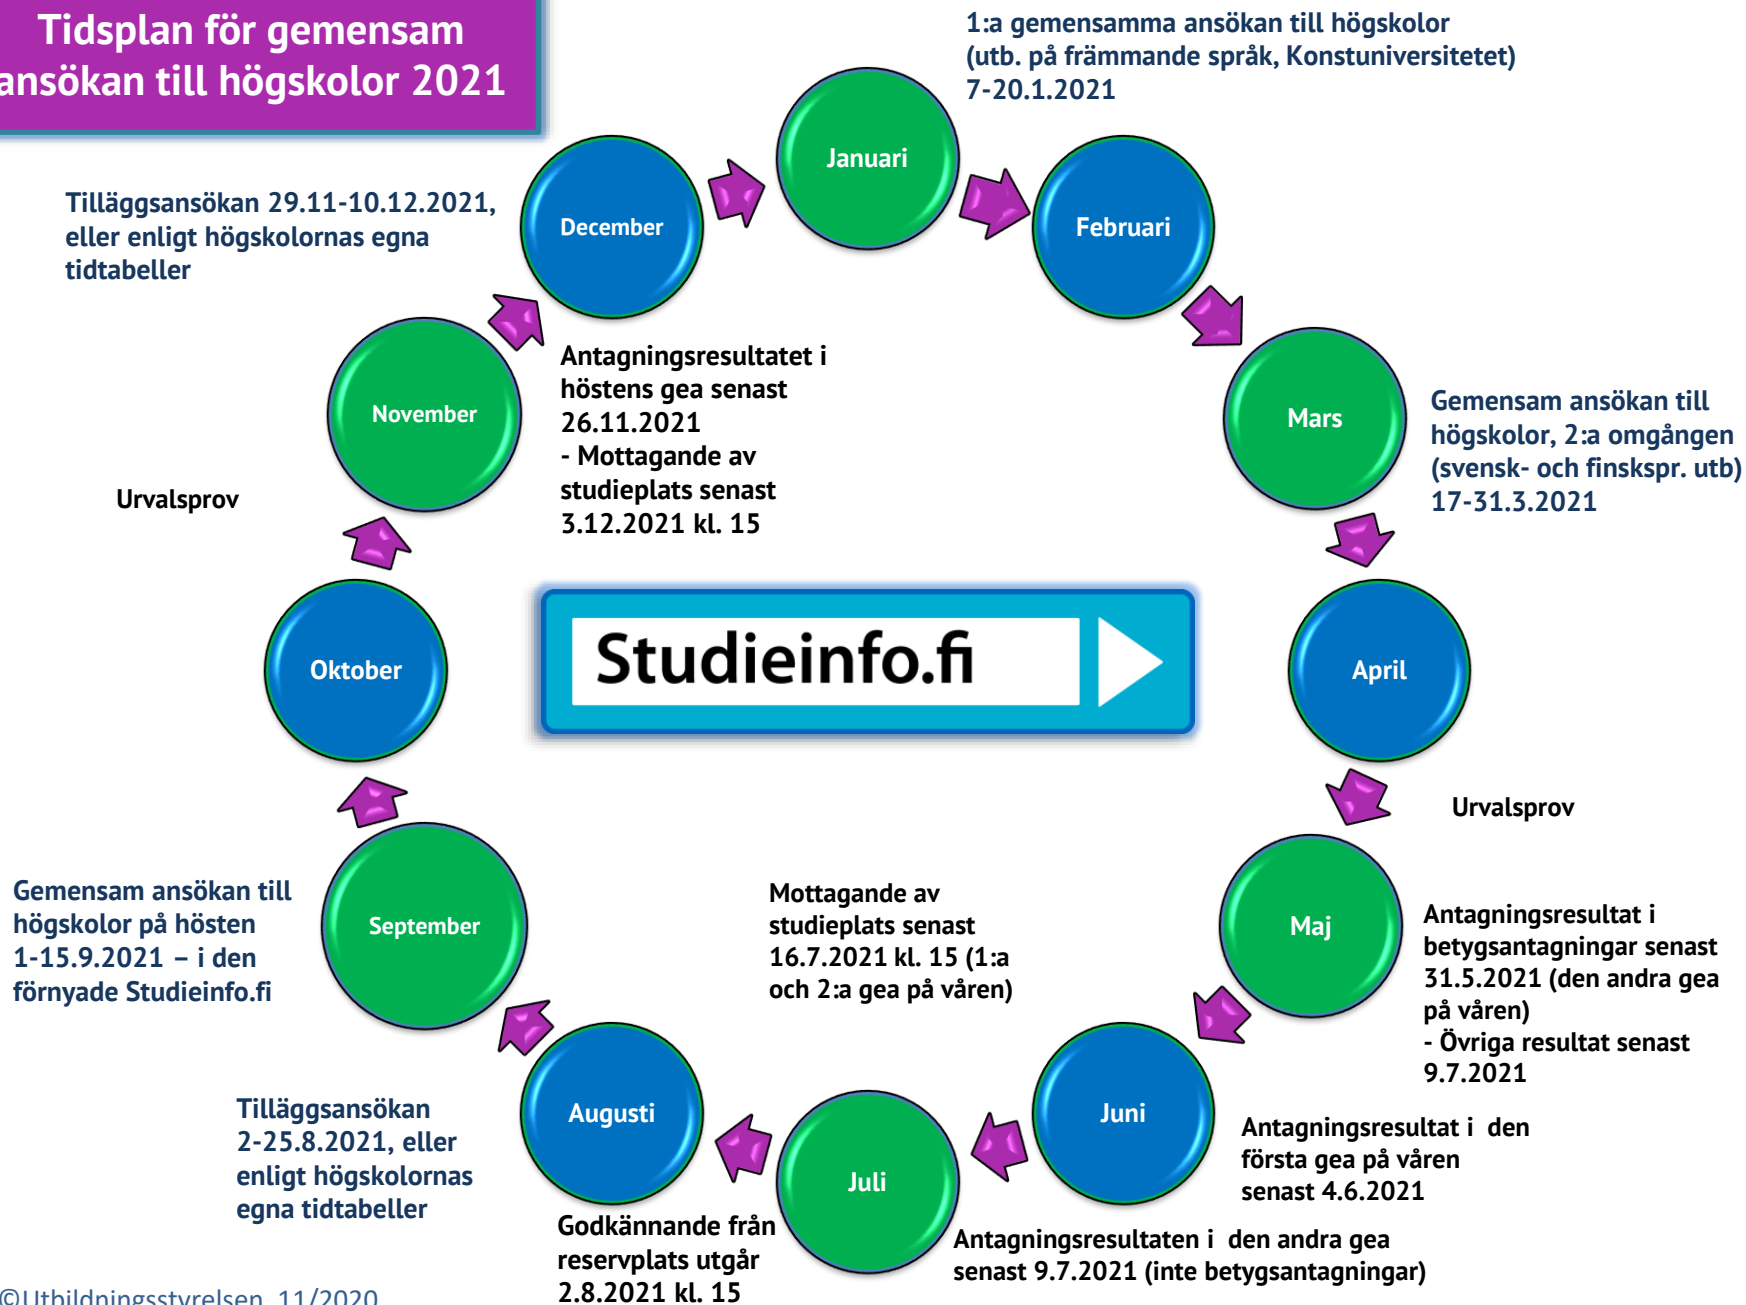 Tidsplan för gemensam
ansökan till högskolor 2021
1:a gemensamma ansökan till högskolor
(utb. på främmande språk, Konstuniversitetet)
7-20.1.2021
Januari
Februari
Mars
Gemensam ansökan till
högskolor, 2:a omgången
(svensk- och finskspr. utb)
17-31.3.2021
April
Urvalsprov
Maj
Antagningsresultat i
betygsantagningar senast
31.5.2021 (den andra gea
på våren)
- Övriga resultat senast
9.7.2021
Juni
Antagningsresultat i den
första gea på våren
senast 4.6.2021
Juli
Antagningsresultaten i den andra gea
senast 9.7.2021 (inte betygsantagningar)
Mottagande av
studieplats senast
16.7.2021 kl. 15 (1:a
och 2:a gea på våren)
Augusti
Godkännande från
reservplats utgår
2.8.2021 kl. 15
Tilläggsansökan
2-25.8.2021, eller
enligt högskolornas
egna tidtabeller
September
Gemensam ansökan till
högskolor på hösten
1-15.9.2021 – i den
förnyade Studieinfo.fi
Oktober
Urvalsprov
November
Antagningsresultatet i
höstens gea senast
26.11.2021
- Mottagande av
studieplats senast
3.12.2021 kl. 15
December
Tilläggsansökan 29.11-10.12.2021,
eller enligt högskolornas egna
tidtabeller
Studieinfo.fi
©Utbildningsstyrelsen 11/2020